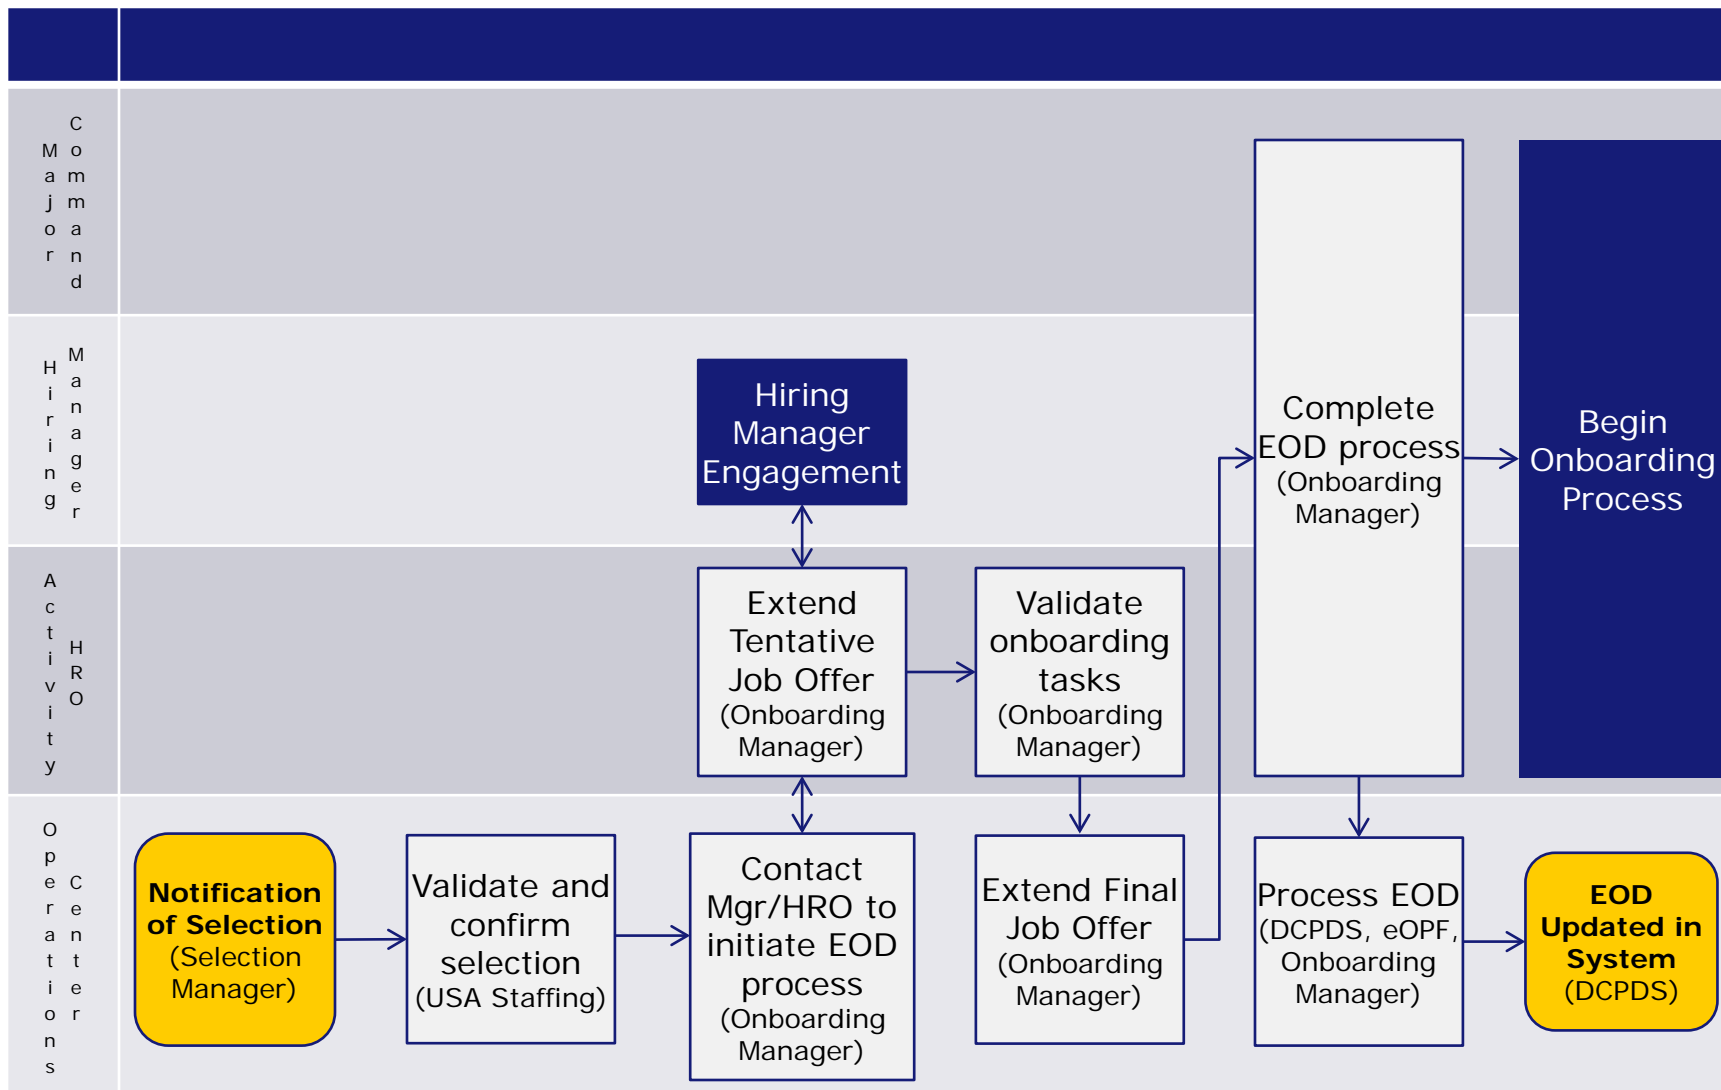 Major
Command
Hiring
Manager
Activity
HRO
Operations
Center
Hiring
Manager
Engagement
Complete
EOD process
(Onboarding
Manager)
Begin
Onboarding
Process
Extend
Tentative
Job Offer
(Onboarding
Manager)
Validate
onboarding
tasks
(Onboarding
Manager)
Notification
of Selection
(Selection
Manager)
Validate and
confirm
selection
(USA Staffing)
Contact
Mgr/HRO to
initiate EOD
process
(Onboarding
Manager)
Extend Final
Job Offer
(Onboarding
Manager)
Process EOD
(DCPDS, eOPF,
Onboarding
Manager)
EOD
Updated in
System
(DCPDS)